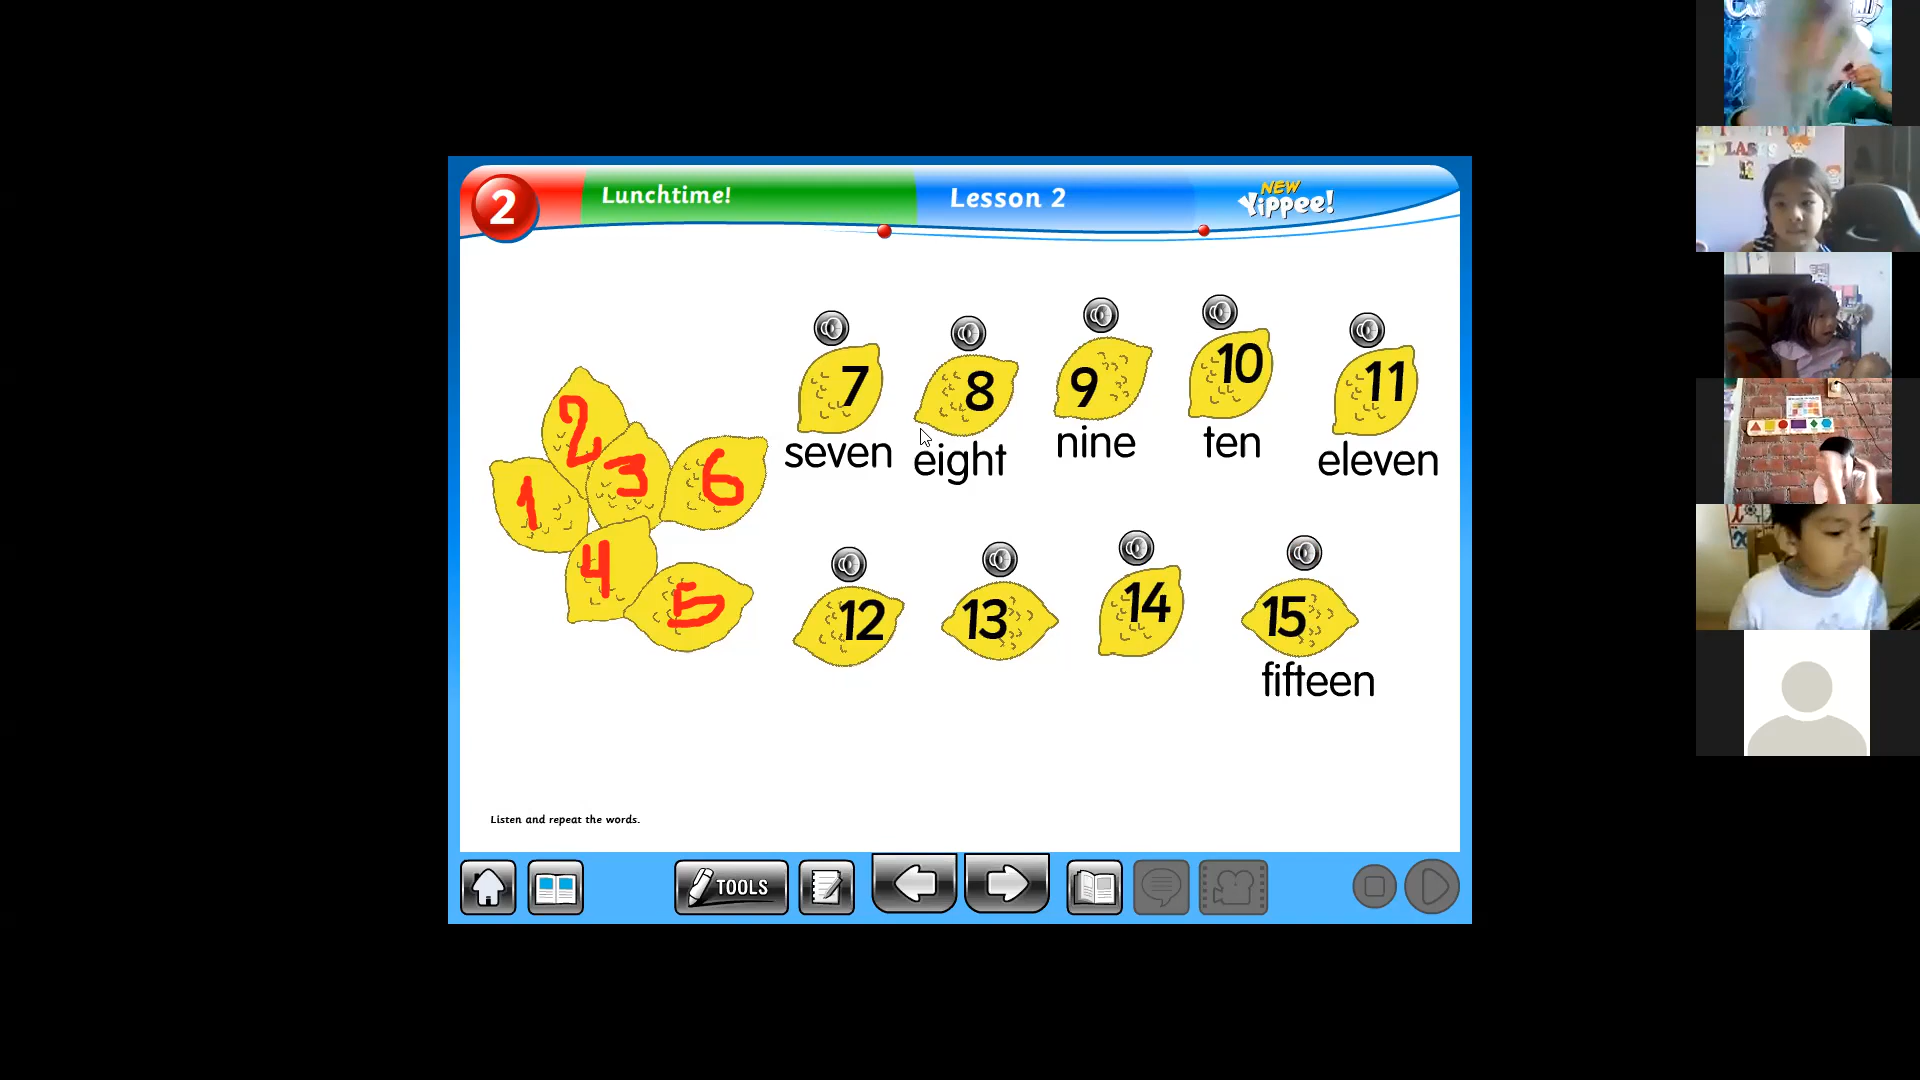 2
Lunchtime!
Lesson 2
NEW
Yippee!
7
8
9
10
11
seven
eight
nine
ten
eleven
2
3
6
1
4
5
12
13
14
15
fifteen
Listen and repeat the words.
TOOLS
CLASS